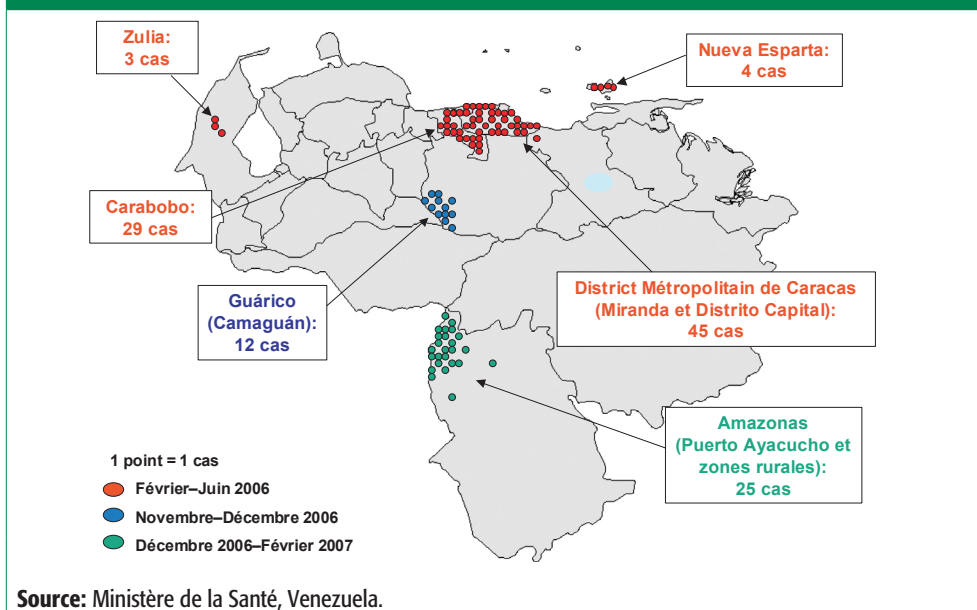 Zulia:
3 cas
Nueva Esparta:
4 cas
Carabobo:
29 cas
Guárico
(Camaguán):
12 cas
District Métropolitain de Caracas
(Miranda et Distrito Capital):
45 cas
Amazonas
(Puerto Ayacucho et
zones rurales):
25 cas
1 point = 1 cas
Février–Juin 2006
Novembre–Décembre 2006
Décembre 2006–Février 2007
Source: Ministère de la Santé, Venezuela.